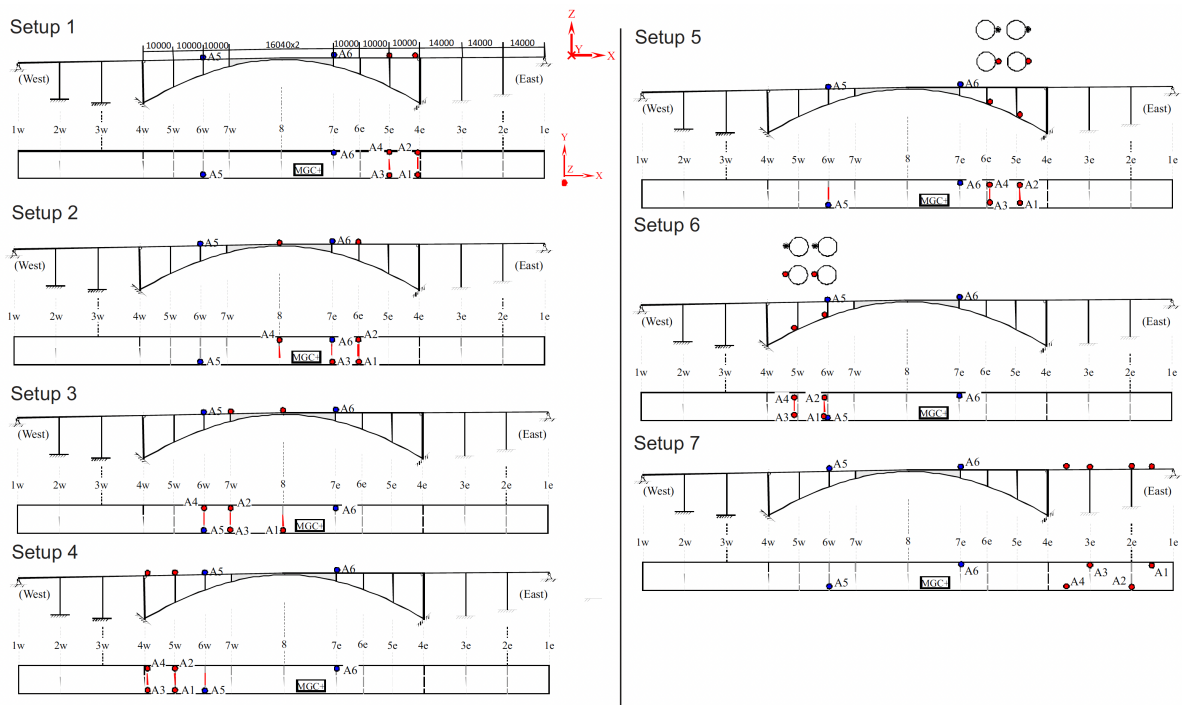 Setup 1
10000 10000 10000 16040x2 10000 10000 10000 14000 14000 14000
A5 A6
(West) (East)
Z
Y X
1w 2w 3w 4w 5w 6w 7w 8 7e 5e 4e 3e 2e 1e
A4 A2
A6
MGC+
A5 A3 A1
Y
Z X
Setup 2
A5 A6
(West) (East)
1w 2w 3w 4w 5w 6w 7w 8 7e 6e 5e 4e 3e 2e 1e
A4 A6 A2
MGC+
A5 A3 A1
Setup 3
A5 A6
(West) (East)
1w 2w 3w 4w 5w 6w 7w 8 7e 6e 5e 4e 3e 2e 1e
A4 A2 A6
MGC+
A5 A3 A1
Setup 4
A5 A6
(West) (East)
1w 2w 3w 4w 5w 6w 7w 8 7e 6e 5e 4e 3e 2e 1e
A4 A2 A6
MGC+
A3 A1 A5
Setup 5
A5 A6
(West) (East)
1w 2w 3w 4w 5w 6w 7w 8 7e 6e 5e 4e 3e 2e 1e
A6 A4 A2
MGC+
A5 A3 A1
Setup 6
A5 A6
(West) (East)
1w 2w 3w 4w 5w 6w 7w 8 7e 6e 5e 4e 3e 2e 1e
A4 A2 A6
MGC+
A3 A1 A5
Setup 7
A5 A6
(West) (East)
1w 2w 3w 4w 5w 6w 7w 8 7e 6e 5e 4e 3e 2e 1e
A6 A3 A1
MGC+
A5 A4 A2